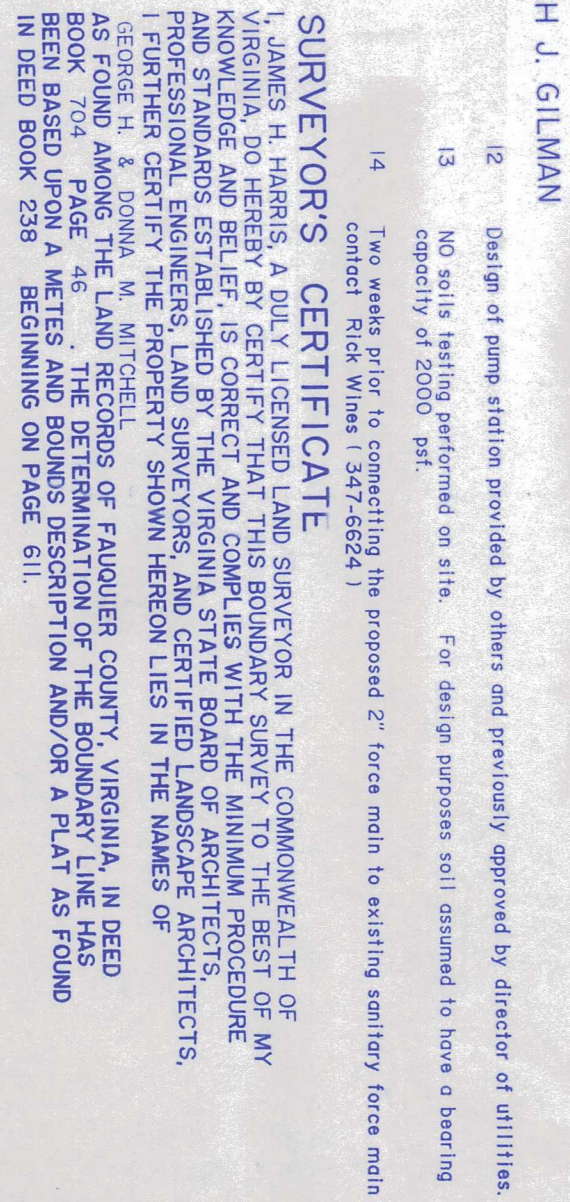 H J. GILMAN
12 Design of pump station provided by others and previously approved by director of utilities.
13 NO soils testing performed on site. For design purposes soil assumed to have a bearing
capacity of 2000 psf.
14 Two weeks prior to connectting the proposed 2" force main to existing sanitary force main
contact Rick Wines ( 347-6624 )
SURVEYOR'S CERTIFICATE
I, JAMES H. HARRIS, A DULY LICENSED LAND SURVEYOR IN THE COMMONWEALTH OF
VIRGINIA, DO HEREBY BY CERTIFY THAT THIS BOUNDARY SURVEY TO THE BEST OF MY
KNOWLEDGE AND BELIEF, IS CORRECT AND COMPLIES WITH THE MINIMUM PROCEDURE
AND STANDARDS ESTABLISHED BY THE VIRGINIA STATE BOARD OF ARCHITECTS,
PROFESSIONAL ENGINEERS, LAND SURVEYORS, AND CERTIFIED LANDSCAPE ARCHITECTS,
I FURTHER CERTIFY THE PROPERTY SHOWN HEREON LIES IN THE NAMES OF
GEORGE H. & DONNA M. MITCHELL
AS FOUND AMONG THE LAND RECORDS OF FAUQUIER COUNTY, VIRGINIA, IN DEED
BOOK 704 PAGE 46 . THE DETERMINATION OF THE BOUNDARY LINE HAS
BEEN BASED UPON A METES AND BOUNDS DESCRIPTION AND/OR A PLAT AS FOUND
IN DEED BOOK 238 BEGINNING ON PAGE 611.